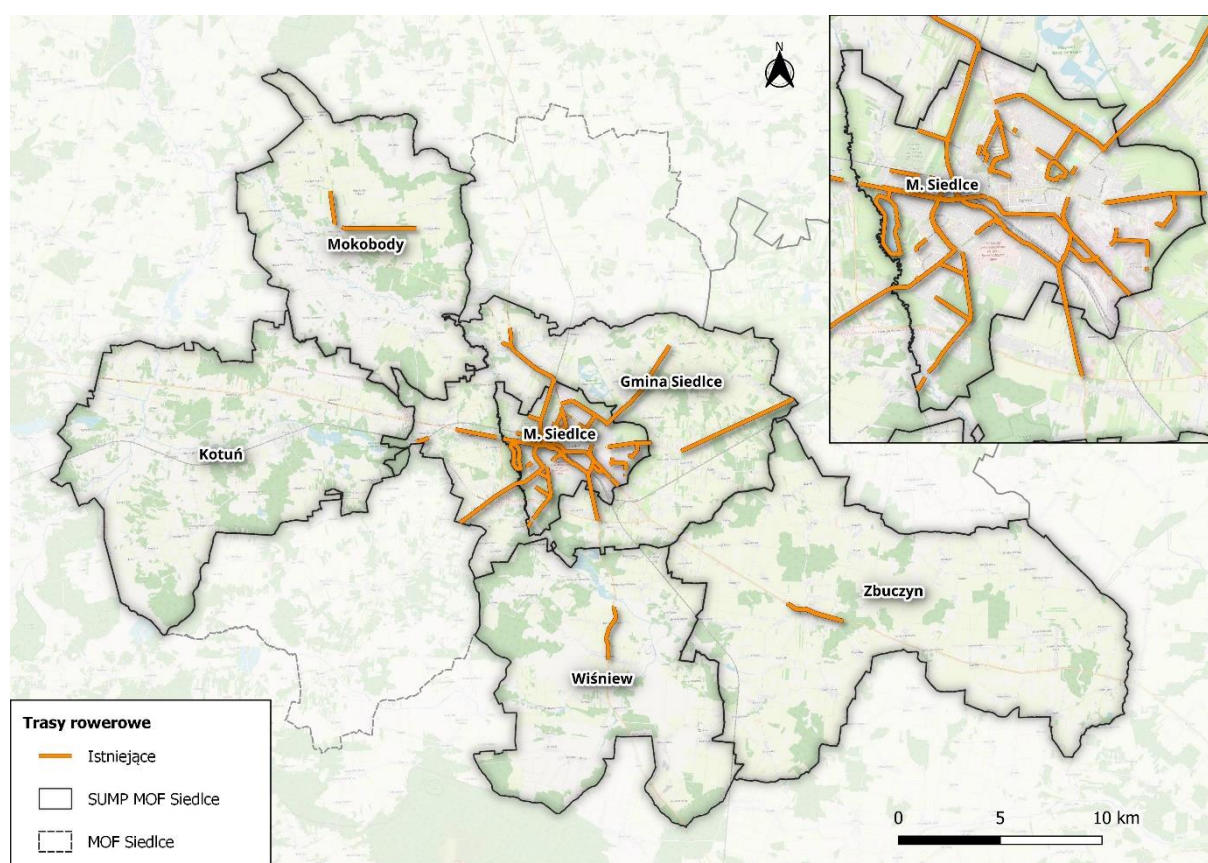 N
M. Siedlce
Mokobody
Gmina Siedlce
M. Siedlce
Kotuń
Zbuczyn
Wiśniew
Trasy rowerowe
Istniejące
SUMP MOF Siedlce
MOF Siedlce
0 5 10 km